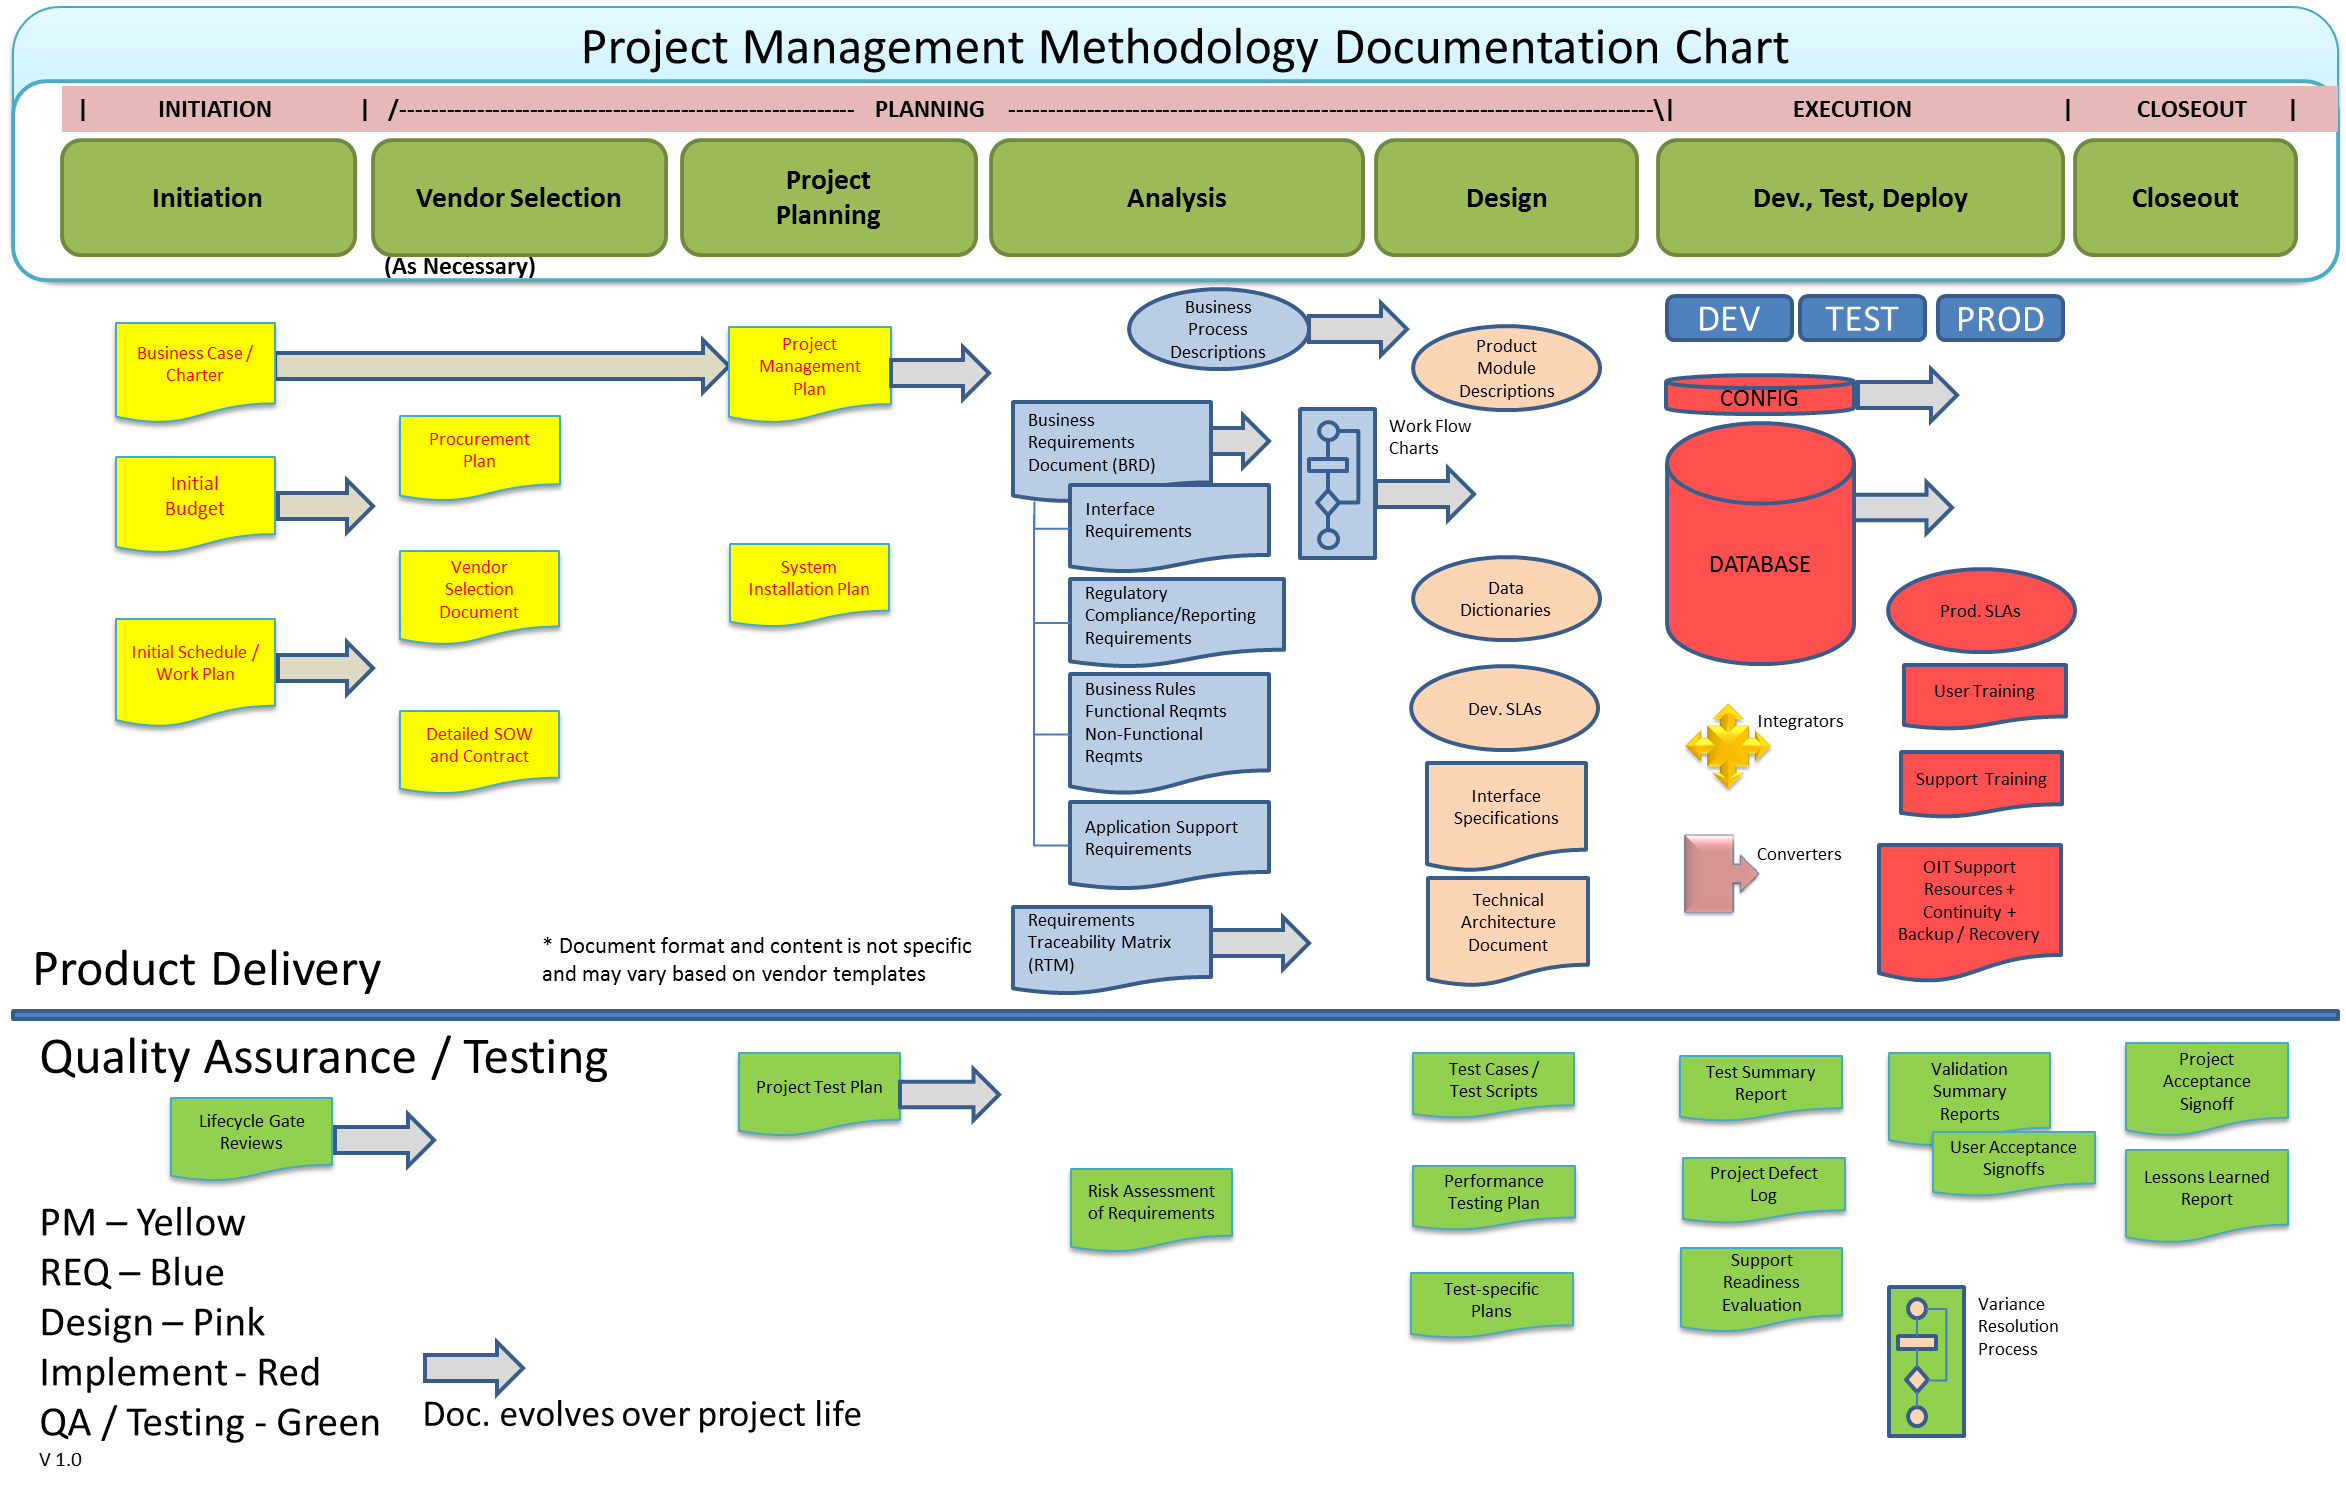 Project Management Methodology Documentation Chart
| INITIATION | /--------------------------------------------------------- PLANNING --------------------------------------------------------------------------------\| EXECUTION | CLOSEOUT |
Initiation
Vendor Selection
(As Necessary)
Project
Planning
Analysis
Design
Dev., Test, Deploy
Closeout
Business Case /
Charter
Initial
Budget
Initial Schedule /
Work Plan
Procurement
Plan
Vendor
Selection
Document
Detailed SOW
and Contract
Project
Management
Plan
System
Installation Plan
Business
Process
Descriptions
Business
Requirements
Document (BRD)
Interface
Requirements
Regulatory
Compliance/Reporting
Requirements
Business Rules
Functional Reqmts
Non-Functional
Reqmts
Application Support
Requirements
Requirements
Traceability Matrix
(RTM)
Work Flow
Charts
Product
Module
Descriptions
Data
Dictionaries
Dev. SLAs
Interface
Specifications
Technical
Architecture
Document
DEV
TEST
PROD
CONFIG
DATABASE
Integrators
Converters
Prod. SLAs
User Training
Support Training
OIT Support
Resources +
Continuity +
Backup / Recovery
Product Delivery
* Document format and content is not specific
and may vary based on vendor templates
Quality Assurance / Testing
Lifecycle Gate
Reviews
Project Test Plan
Risk Assessment
of Requirements
Test Cases /
Test Scripts
Performance
Testing Plan
Test-specific
Plans
Test Summary
Report
Project Defect
Log
Support
Readiness
Evaluation
Validation
Summary
Reports
User Acceptance
Signoffs
Variance
Resolution
Process
Project
Acceptance
Signoff
Lessons Learned
Report
PM – Yellow
REQ – Blue
Design – Pink
Implement - Red
QA / Testing - Green
V 1.0
Doc. evolves over project life